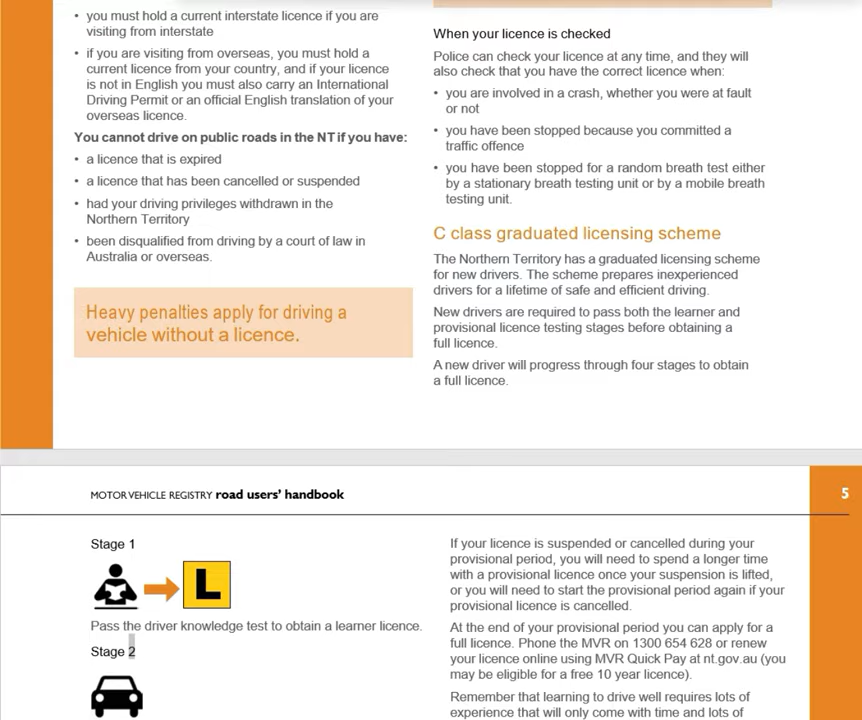 • you must hold a current interstate licence if you are
visiting from interstate
• if you are visiting from overseas, you must hold a
current licence from your country, and if your licence
is not in English you must also carry an International
Driving Permit or an official English translation of your
overseas licence.
You cannot drive on public roads in the NT if you have:
• a licence that is expired
• a licence that has been cancelled or suspended
• had your driving privileges withdrawn in the
Northern Territory
• been disqualified from driving by a court of law in
Australia or overseas.
Heavy penalties apply for driving a
vehicle without a licence.
When your licence is checked
Police can check your licence at any time, and they will
also check that you have the correct licence when:
• you are involved in a crash, whether you were at fault
or not
• you have been stopped because you committed a
traffic offence
• you have been stopped for a random breath test either
by a stationary breath testing unit or by a mobile breath
testing unit.
C class graduated licensing scheme
The Northern Territory has a graduated licensing scheme
for new drivers. The scheme prepares inexperienced
drivers for a lifetime of safe and efficient driving.
New drivers are required to pass both the learner and
provisional licence testing stages before obtaining a
full licence.
A new driver will progress through four stages to obtain
a full licence.
MOTOR VEHICLE REGISTRY road users' handbook
5
Stage 1
L
Pass the driver knowledge test to obtain a learner licence.
Stage 2
If your licence is suspended or cancelled during your
provisional period, you will need to spend a longer time
with a provisional licence once your suspension is lifted,
or you will need to start the provisional period again if your
provisional licence is cancelled.
At the end of your provisional period you can apply for a
full licence. Phone the MVR on 1300 654 628 or renew
your licence online using MVR Quick Pay at nt.gov.au (you
may be eligible for a free 10 year licence).
Remember that learning to drive well requires lots of
experience that will only come with time and lots of